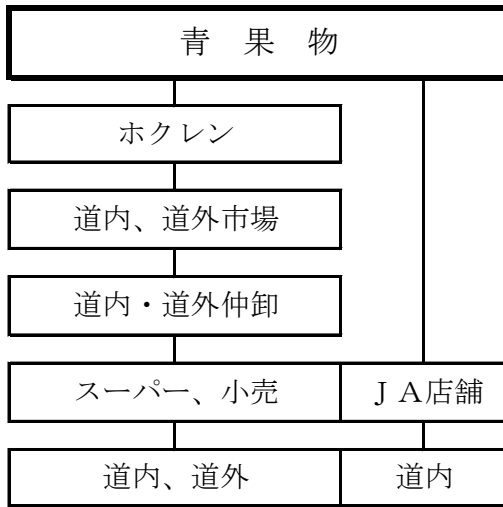 青 果 物
ホクレン
道内、道外市場
道内・道外仲卸
スーパー、小売
ＪＡ店舗
道内、道外
道内